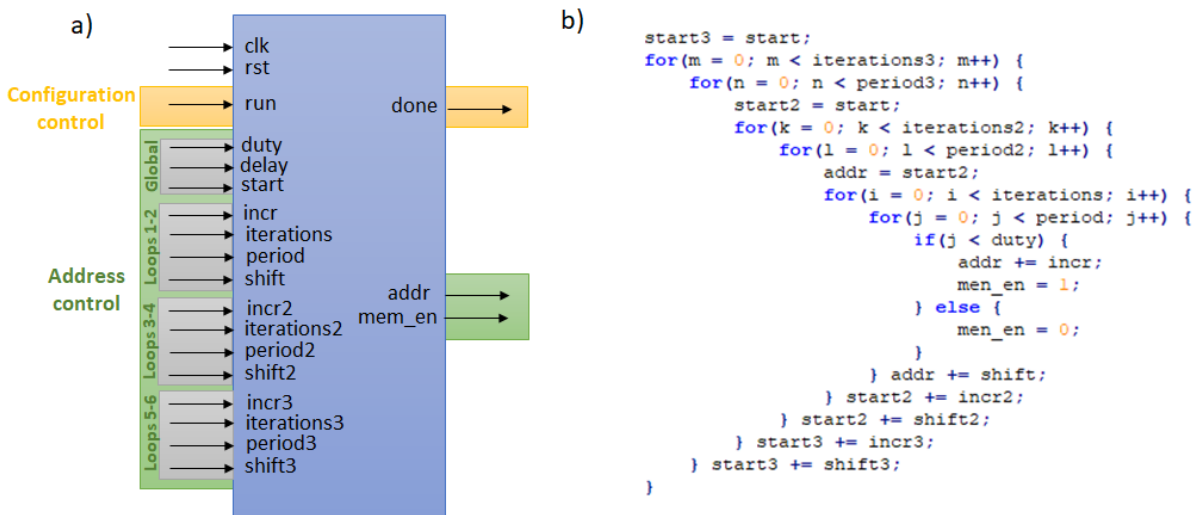 a)
clk
rst
Configuration
control
run
done
Global
duty
delay
start
Address
control
Loops 1-2
incr
iterations
period
shift
addr
mem_en
Loops 3-4
incr2
iterations2
period2
shift2
Loops 5-6
incr3
iterations3
period3
shift3
b)
start3 = start;
for(m = 0; m < iterations3; m++) {
for(n = 0; n < period3; n++) {
start2 = start;
for(k = 0; k < iterations2; k++) {
for(l = 0; l < period2; l++) {
addr = start2;
for(i = 0; i < iterations; i++) {
for(j = 0; j < period; j++) {
if(j < duty) {
addr += incr;
men_en = 1;
} else {
men_en = 0;
}
} addr += shift;
} start2 += incr2;
} start2 += shift2;
} start3 += incr3;
} start3 += shift3;
}